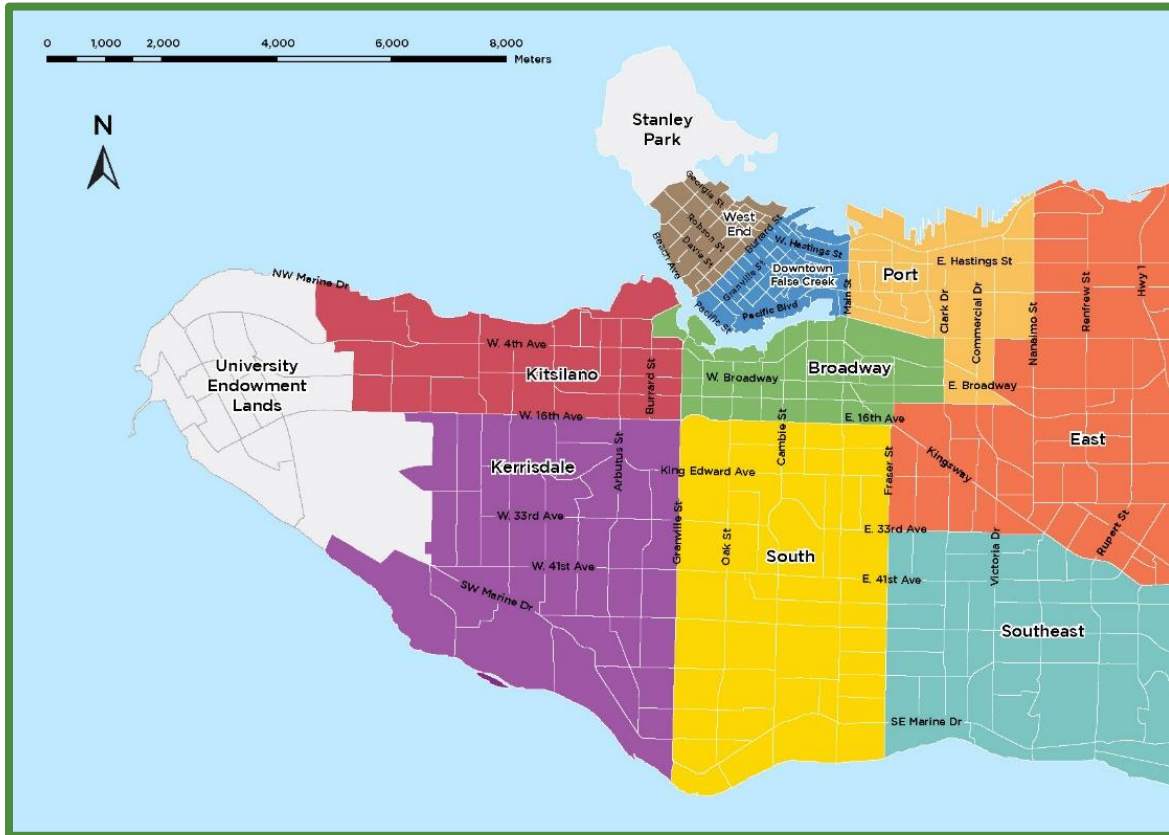 0 1,000 2,000 4,000 6,000 8,000
Meters
N
Stanley
Park
Georgia St
West
End
Robson St
Davie St
Beach Ave
Burrard St
W. Hastings St
Granville St
Downtown
False Creek
Pacific St
Pacific Blvd
Main St
Port
E. Hastings St
Clark Dr
Commercial Dr
Nanaimo St
Renfrew St
Hwy 1
NW Marine Dr
W. 4th Ave
University
Endowment
Lands
Kitsilano
Burrard St
W. Broadway
Broadway
E. Broadway
W. 16th Ave
E. 16th Ave
East
Kerrisdale
Arbutus St
King Edward Ave
Cambie St
Fraser St
Kingsway
W. 33rd Ave
Granville St
Oak St
E. 33rd Ave
Victoria Dr
Rupert St
W. 41st Ave
South
E. 41st Ave
SW Marine Dr
Southeast
SE Marine Dr